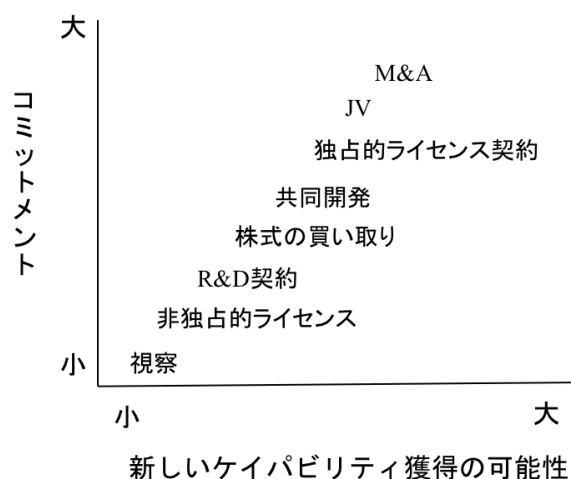 大
コミットメント
M&A
JV
独占的ライセンス契約
共同開発
株式の買い取り
R&D契約
非独占的ライセンス
小
視察
小
大
新しいケイパビリティ獲得の可能性